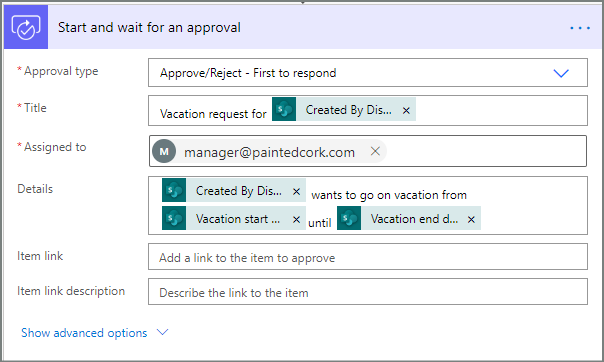 Start and wait for an approval
* Approval type Approve/Reject - First to respond
* Title Vacation request for S Created By Dis... ×
* Assigned to M manager@paintedcork.com ×
Details S Created By Dis... × wants to go on vacation from
S Vacation start ... × until S Vacation end d... ×
Item link Add a link to the item to approve
Item link description Describe the link to the item
Show advanced options